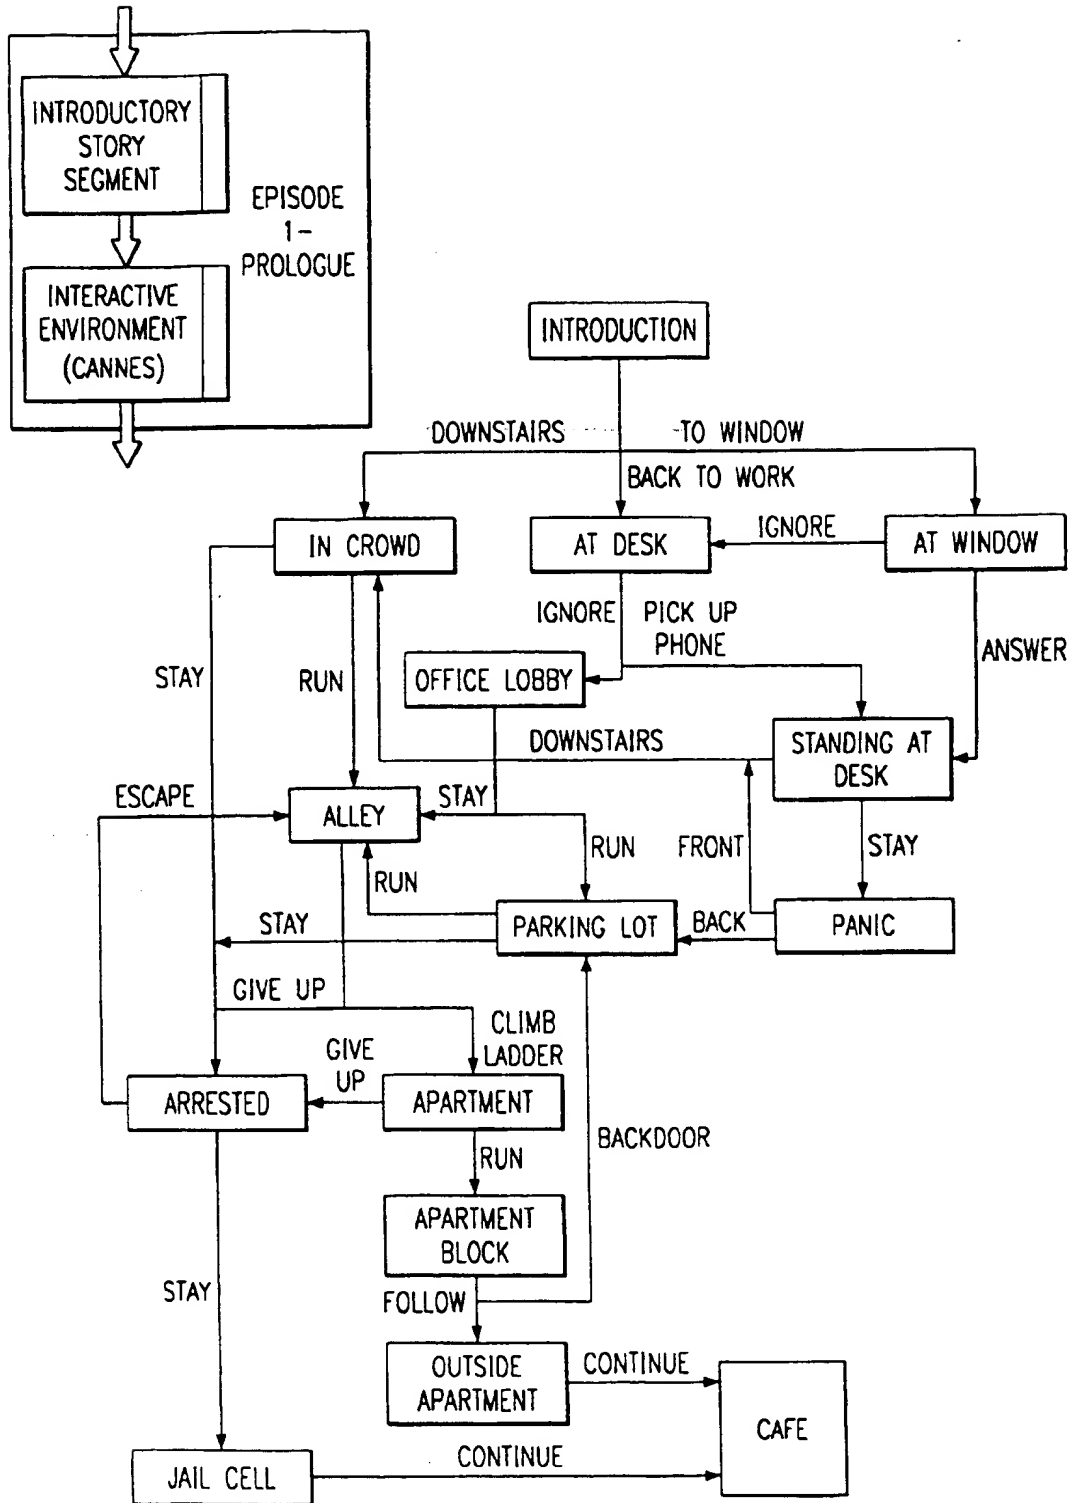 INTRODUCTORY
STORY
SEGMENT
EPISODE
1-
PROLOGUE
INTERACTIVE
ENVIRONMENT
(CANNES)
INTRODUCTION
DOWNSTAIRS
TO WINDOW
BACK TO WORK
IN CROWD
AT DESK
IGNORE
AT WINDOW
IGNORE
PICK UP
PHONE
ANSWER
STAY
RUN
OFFICE LOBBY
DOWNSTAIRS
STANDING AT
DESK
ESCAPE
ALLEY
STAY
RUN
FRONT
STAY
RUN
STAY
PARKING LOT
BACK
PANIC
GIVE UP
CLIMB
LADDER
GIVE
UP
ARRESTED
APARTMENT
BACKDOOR
RUN
APARTMENT
BLOCK
STAY
FOLLOW
OUTSIDE
APARTMENT
CONTINUE
CAFE
JAIL CELL
CONTINUE